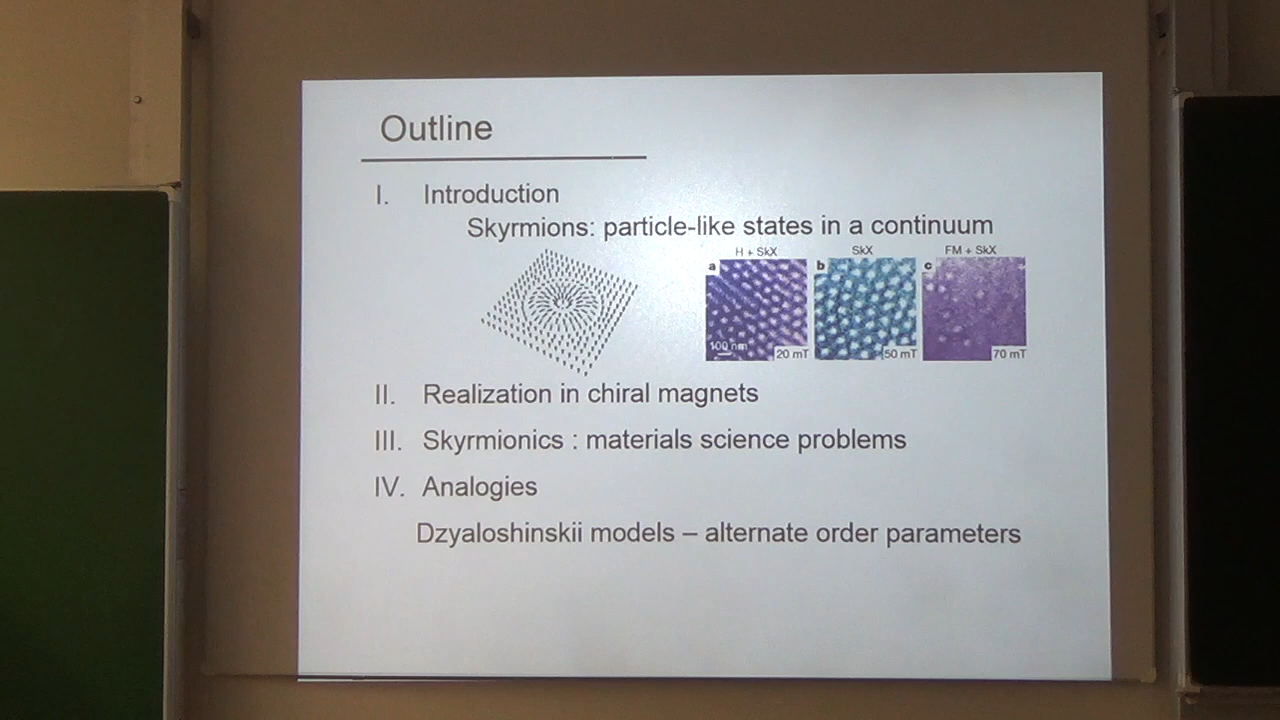 Outline
I. Introduction
Skyrmions: particle-like states in a continuum
H + SkX
SkX
FM + SkX
a
b
c
100 nm
20 mT
50 mT
70 mT
II. Realization in chiral magnets
III. Skyrmionics : materials science problems
IV. Analogies
Dzyaloshinskii models – alternate order parameters